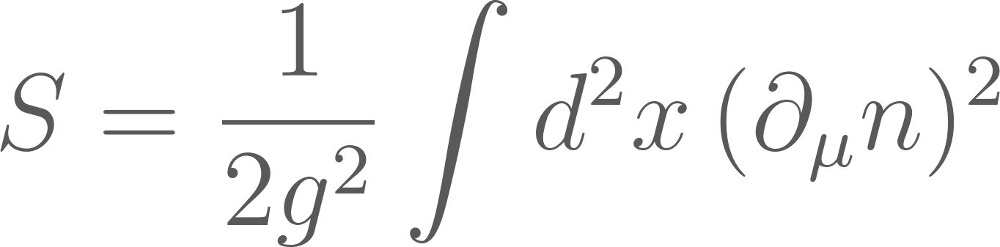 S = \frac{1}{2g^2} \int d^2x \, (\partial_\mu n)^2